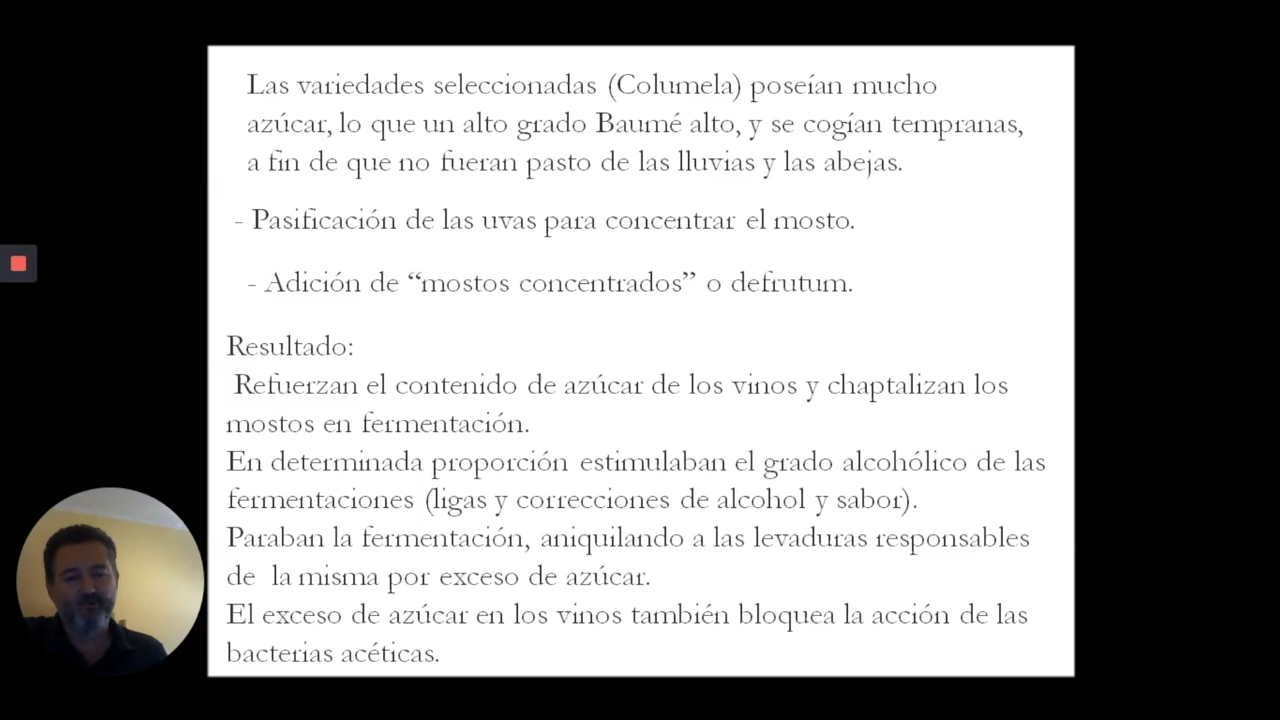 Las variedades seleccionadas (Columela) poseían mucho
azúcar, lo que un alto grado Baumé alto, y se cogían tempranas,
a fin de que no fueran pasto de las lluvias y las abejas.
- Pasificación de las uvas para concentrar el mosto.
- Adición de “mostos concentrados” o defrutum.
Resultado:
Refuerzan el contenido de azúcar de los vinos y chaptalizan los
mostos en fermentación.
En determinada proporción estimulaban el grado alcohólico de las
fermentaciones (ligas y correcciones de alcohol y sabor).
Paraban la fermentación, aniquilando a las levaduras responsables
de la misma por exceso de azúcar.
El exceso de azúcar en los vinos también bloquea la acción de las
bacterias acéticas.